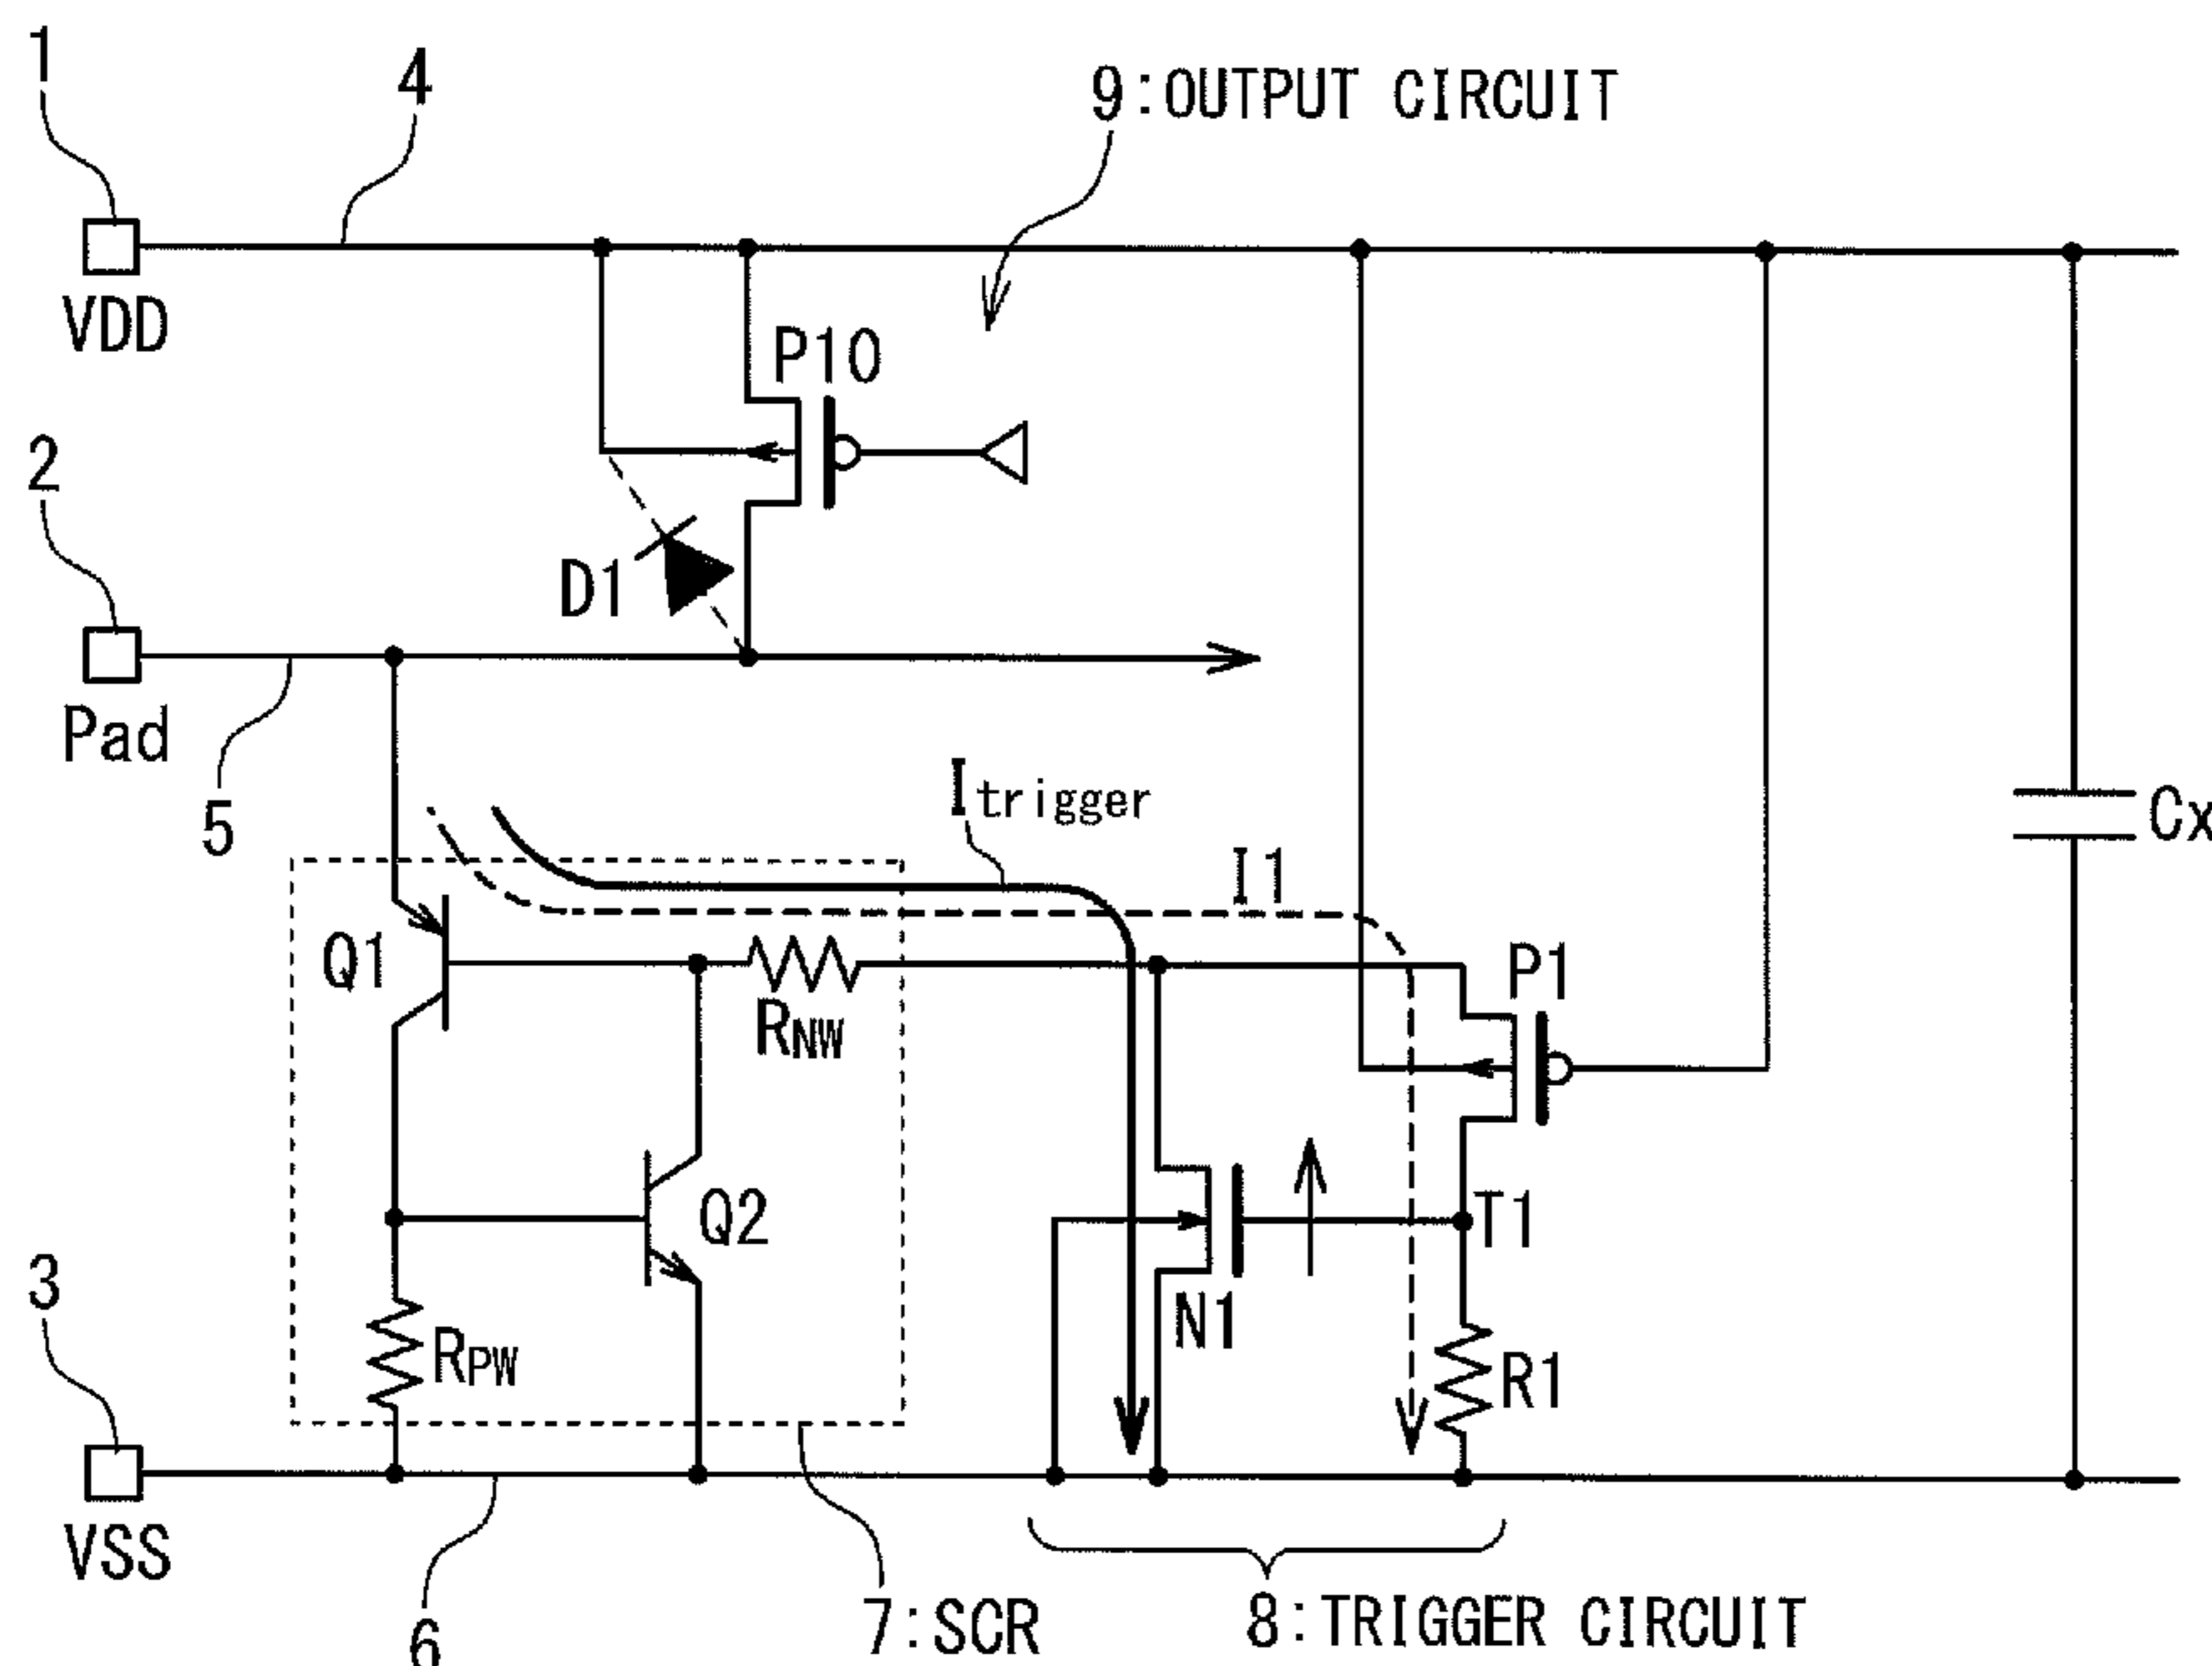 1
4
9:OUTPUT CIRCUIT
VDD
P10
2
D1
Pad
5
Itrigger
Cx
I1
Q1
RNW
P1
Q2
T1
3
RPW
N1
R1
VSS
6
7:SCR
8:TRIGGER CIRCUIT